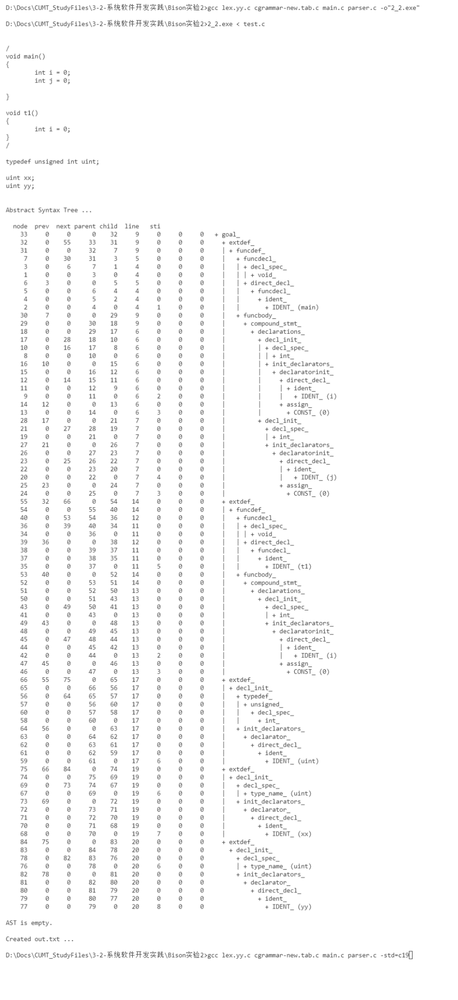 D:\Docs\CUMT_StudyFiles\3-2-系统软件开发实践\Bison实验2>gcc lex.yy.c cgrammar-new.tab.c main.c parser.c -o"2_2.exe"
D:\Docs\CUMT_StudyFiles\3-2-系统软件开发实践\Bison实验2>2_2.exe < test.c
/
void main()
{
int i = 0;
int j = 0;
}
void t1()
{
int i = 0;
}
/
typedef unsigned int uint;
uint xx;
uint yy;
Abstract Syntax Tree ...
node prev next parent child line sti
33 0 0 0 32 9 0 0 0 + goal_
32 0 55 33 31 9 0 0 0 + extdef_
31 0 0 32 7 9 0 0 0 | + funcdef_
7 0 30 31 3 5 0 0 0 | + funcdecl_
3 0 6 7 1 4 0 0 0 | | + decl_spec_
1 0 0 3 0 4 0 0 0 | | | + void_
6 3 0 0 5 5 0 0 0 | | + direct_decl_
5 0 0 6 4 4 0 0 0 | | + funcdecl_
4 0 0 5 2 4 0 0 0 | | + ident_
2 0 0 4 0 4 1 0 0 | | + IDENT_ (main)
30 7 0 0 29 9 0 0 0 | + funcbody_
29 0 0 30 18 9 0 0 0 | + compound_stmt_
18 0 0 29 17 6 0 0 0 | + declarations_
17 0 28 18 10 6 0 0 0 | + decl_init_
10 0 16 17 8 6 0 0 0 | | + decl_spec_
8 0 0 10 0 6 0 0 0 | | | + int_
16 10 0 0 15 6 0 0 0 | | + init_declarators_
15 0 0 16 12 6 0 0 0 | | + declaratorinit_
12 0 14 15 11 6 0 0 0 | | + direct_decl_
11 0 0 12 9 6 0 0 0 | | | + ident_
9 0 0 11 0 6 2 0 0 | | | + IDENT_ (i)
14 12 0 0 13 6 0 0 0 | | + assign_
13 0 0 14 0 6 3 0 0 | | + CONST_ (0)
28 17 0 0 21 7 0 0 0 | + decl_init_
21 0 27 28 19 7 0 0 0 | + decl_spec_
19 0 0 21 0 7 0 0 0 | | + int_
27 21 0 0 26 7 0 0 0 | + init_declarators_
26 0 0 27 23 7 0 0 0 | + declaratorinit_
23 0 25 26 22 7 0 0 0 | + direct_decl_
22 0 0 23 20 7 0 0 0 | | + ident_
20 0 0 22 0 7 4 0 0 | | + IDENT_ (j)
25 23 0 0 24 7 0 0 0 | + assign_
24 0 0 25 0 7 3 0 0 | + CONST_ (0)
55 32 66 0 54 14 0 0 0 + extdef_
54 0 0 55 40 14 0 0 0 | + funcdef_
40 0 53 54 36 12 0 0 0 | + funcdecl_
36 0 39 40 34 11 0 0 0 | | + decl_spec_
34 0 0 36 0 11 0 0 0 | | | + void_
39 36 0 0 38 12 0 0 0 | | + direct_decl_
38 0 0 39 37 11 0 0 0 | | + funcdecl_
37 0 0 38 35 11 0 0 0 | | + ident_
35 0 0 37 0 11 5 0 0 | | + IDENT_ (t1)
53 40 0 0 52 14 0 0 0 | + funcbody_
52 0 0 53 51 14 0 0 0 | + compound_stmt_
51 0 0 52 50 13 0 0 0 | + declarations_
50 0 0 51 43 13 0 0 0 | + decl_init_
43 0 49 50 41 13 0 0 0 | + decl_spec_
41 0 0 43 0 13 0 0 0 | | + int_
49 43 0 0 48 13 0 0 0 | + init_declarators_
48 0 0 49 45 13 0 0 0 | + declaratorinit_
45 0 47 48 44 13 0 0 0 | + direct_decl_
44 0 0 45 42 13 0 0 0 | | + ident_
42 0 0 44 0 13 2 0 0 | | + IDENT_ (i)
47 45 0 0 46 13 0 0 0 | + assign_
46 0 0 47 0 13 3 0 0 | + CONST_ (0)
66 55 75 0 65 17 0 0 0 + extdef_
65 0 0 66 56 17 0 0 0 | + decl_init_
56 0 64 65 57 17 0 0 0 | + typedef_
57 0 0 56 60 17 0 0 0 | | + unsigned_
60 0 0 57 58 17 0 0 0 | | + decl_spec_
58 0 0 60 0 17 0 0 0 | | + int_
64 56 0 0 63 17 0 0 0 | + init_declarators_
63 0 0 64 62 17 0 0 0 | + declarator_
62 0 0 63 61 17 0 0 0 | + direct_decl_
61 0 0 62 59 17 0 0 0 | + ident_
59 0 0 61 0 17 6 0 0 | + IDENT_ (uint)
75 66 84 0 74 19 0 0 0 + extdef_
74 0 0 75 69 19 0 0 0 | + decl_init_
69 0 73 74 67 19 0 0 0 | + decl_spec_
67 0 0 69 0 19 6 0 0 | | + type_name_ (uint)
73 69 0 0 72 19 0 0 0 | + init_declarators_
72 0 0 73 71 19 0 0 0 | + declarator_
71 0 0 72 70 19 0 0 0 | + direct_decl_
70 0 0 71 68 19 0 0 0 | + ident_
68 0 0 70 0 19 7 0 0 | + IDENT_ (xx)
84 75 0 0 83 20 0 0 0 + extdef_
83 0 0 84 78 20 0 0 0 + decl_init_
78 0 82 83 76 20 0 0 0 + decl_spec_
76 0 0 78 0 20 6 0 0 | + type_name_ (uint)
82 78 0 0 81 20 0 0 0 + init_declarators_
81 0 0 82 80 20 0 0 0 + declarator_
80 0 0 81 79 20 0 0 0 + direct_decl_
79 0 0 80 77 20 0 0 0 + ident_
77 0 0 79 0 20 8 0 0 + IDENT_ (yy)
AST is empty.
Created out.txt ...
D:\Docs\CUMT_StudyFiles\3-2-系统软件开发实践\Bison实验2>gcc lex.yy.c cgrammar-new.tab.c main.c parser.c -std=c19